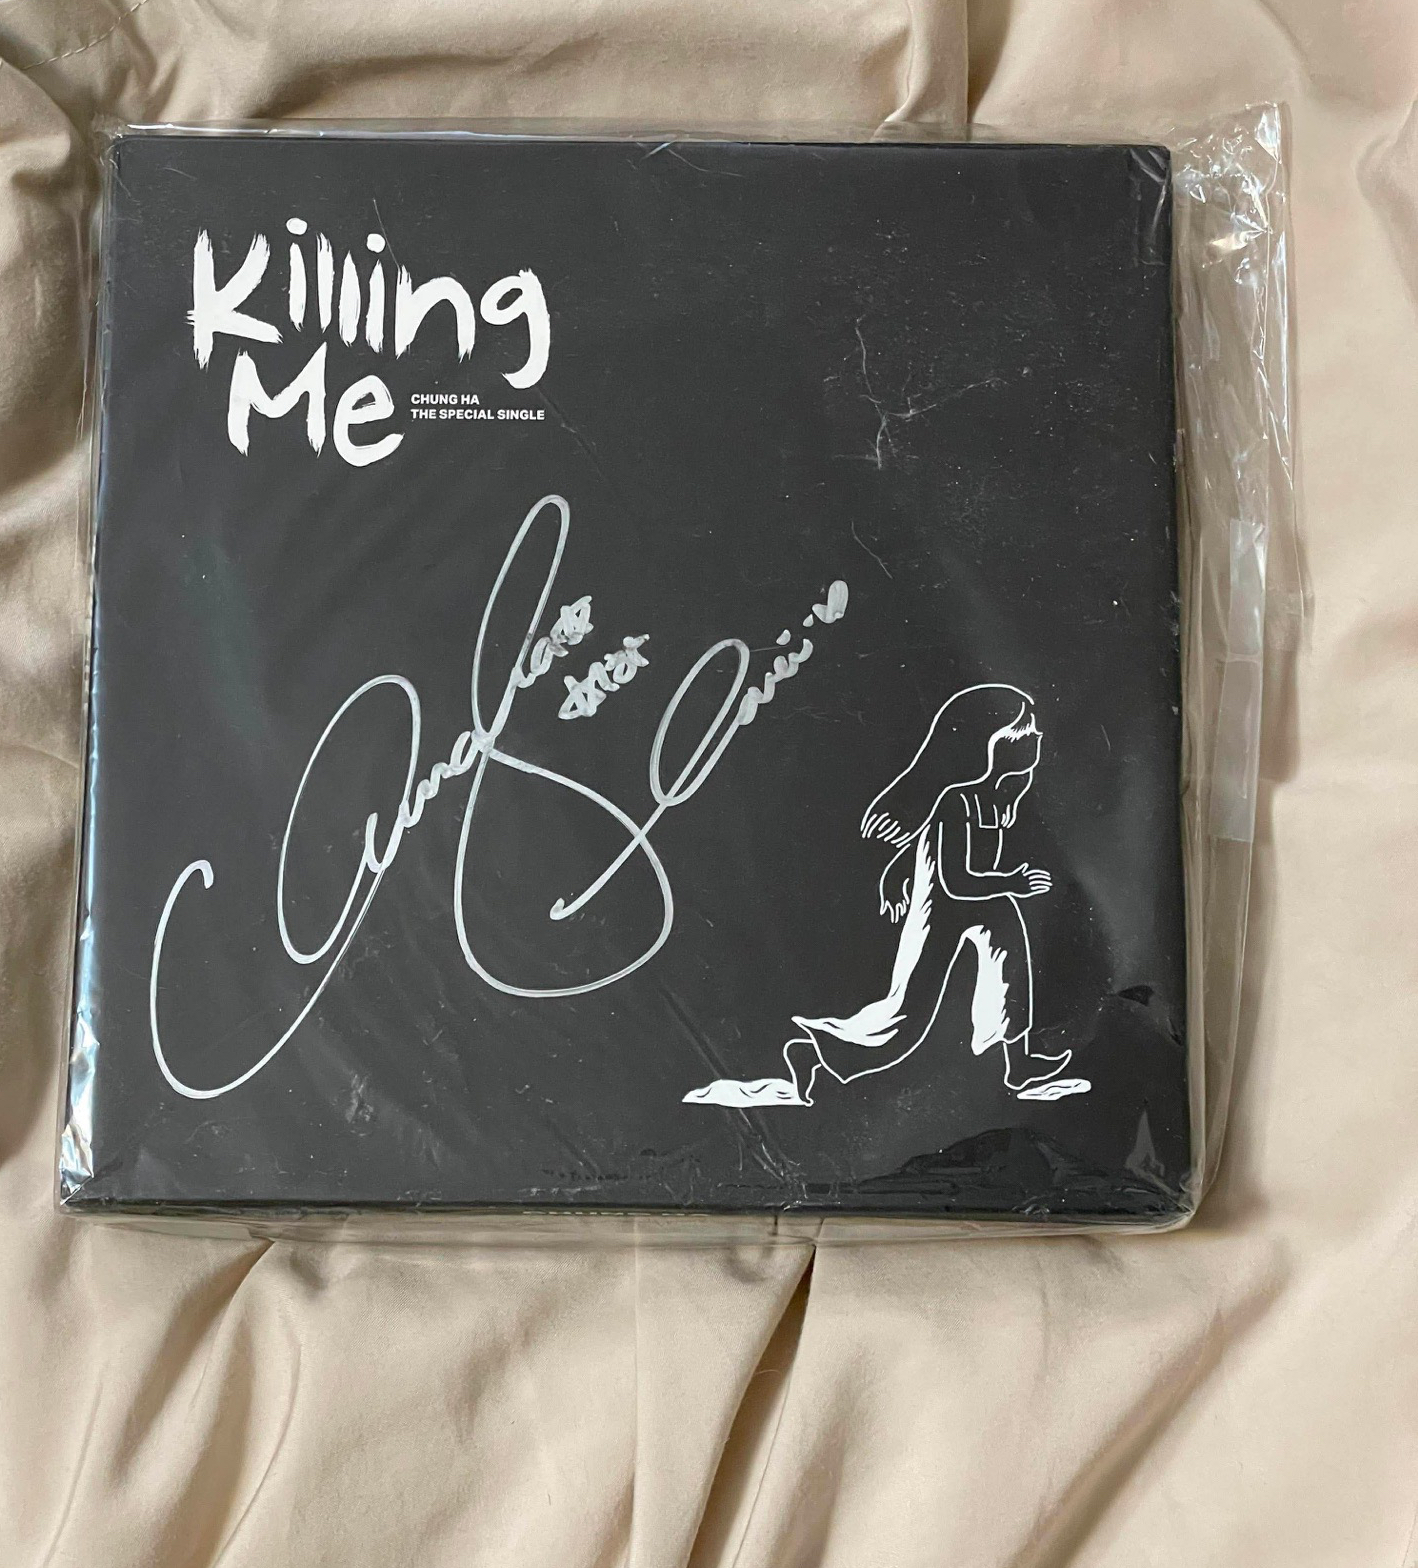 Killing
Me
CHUNG HA
THE SPECIAL SINGLE